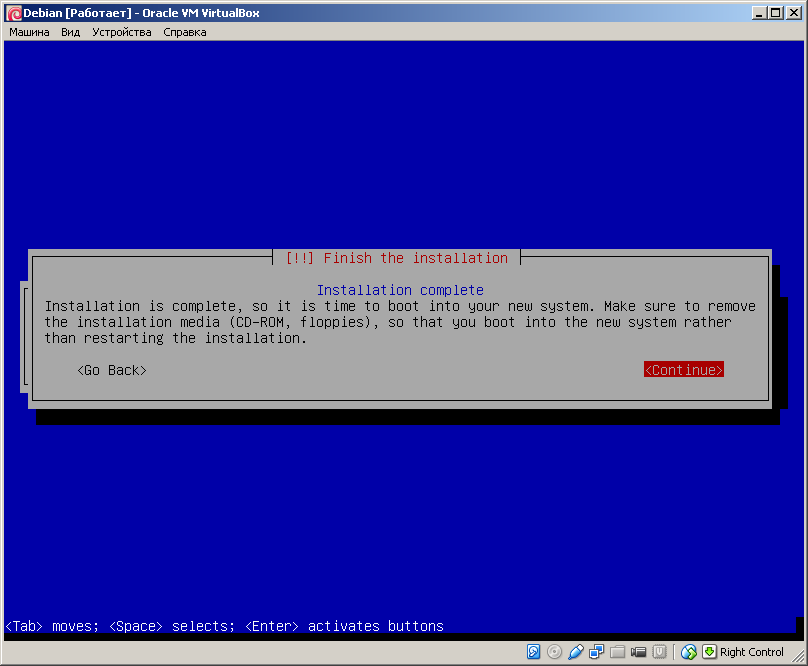 Debian [Работает] - Oracle VM VirtualBox
Машина Вид Устройства Справка
[!!] Finish the installation
Installation complete
Installation is complete, so it is time to boot into your new system. Make sure to remove
the installation media (CD-ROM, floppies), so that you boot into the new system rather
than restarting the installation.
<Go Back> <Continue>
<Tab> moves; <Space> selects; <Enter> activates buttons
Right Control